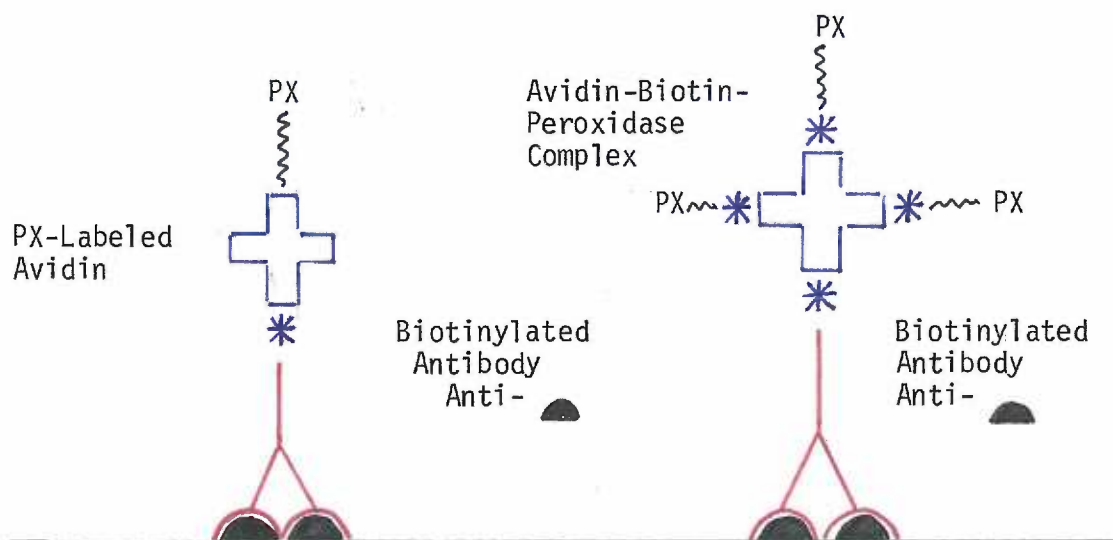 PX
PX-Labeled
Avidin
Biotinylated
Antibody
Anti-
PX
Avidin-Biotin-
Peroxidase
Complex
PX
PX
Biotinylated
Antibody
Anti-